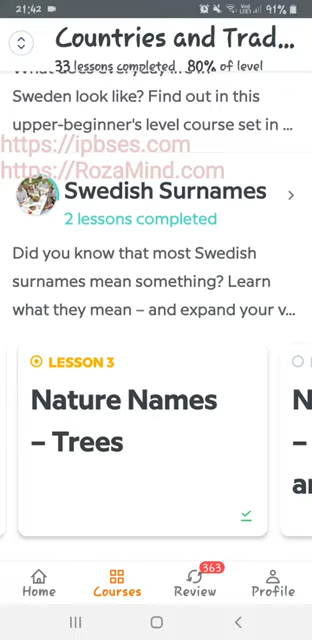 21:42
91%
Countries and Trad...
33 lessons completed 80% of level
Sweden look like? Find out in this
upper-beginner's level course set in ...
https://ipbses.com
https://RozaMind.com
Swedish Surnames
2 lessons completed
Did you know that most Swedish
surnames mean something? Learn
what they mean – and expand your v...
LESSON 3
Nature Names
– Trees
N
–
ar
363
Home Courses Review Profile